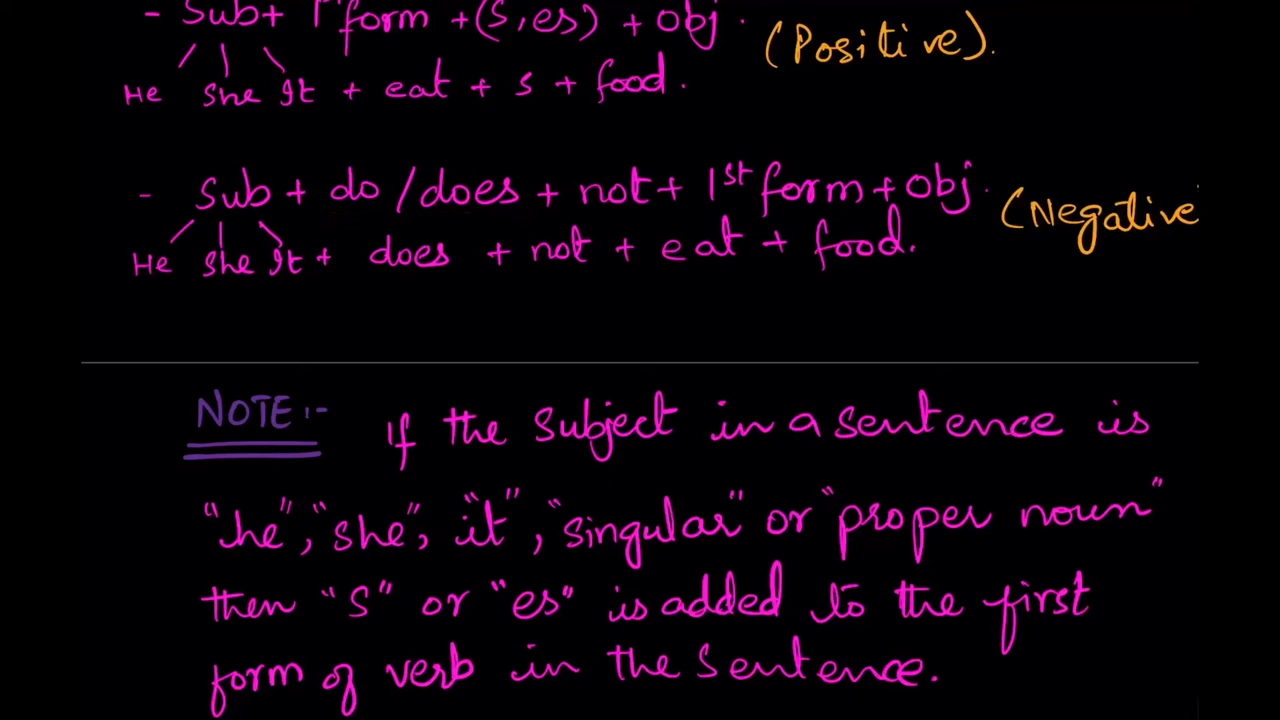 - Sub + 1 form + (s, es) + obj. (Positive).
He She It + eat + s + food.
- Sub + do / does + not + 1st form + Obj. (Negative
He She It + does + not + eat + food.
NOTE :- If the subject in a sentence is
"he", "she", "it", "singular" or "proper noun"
then "s" or "es" is added to the first
form of verb in the sentence.